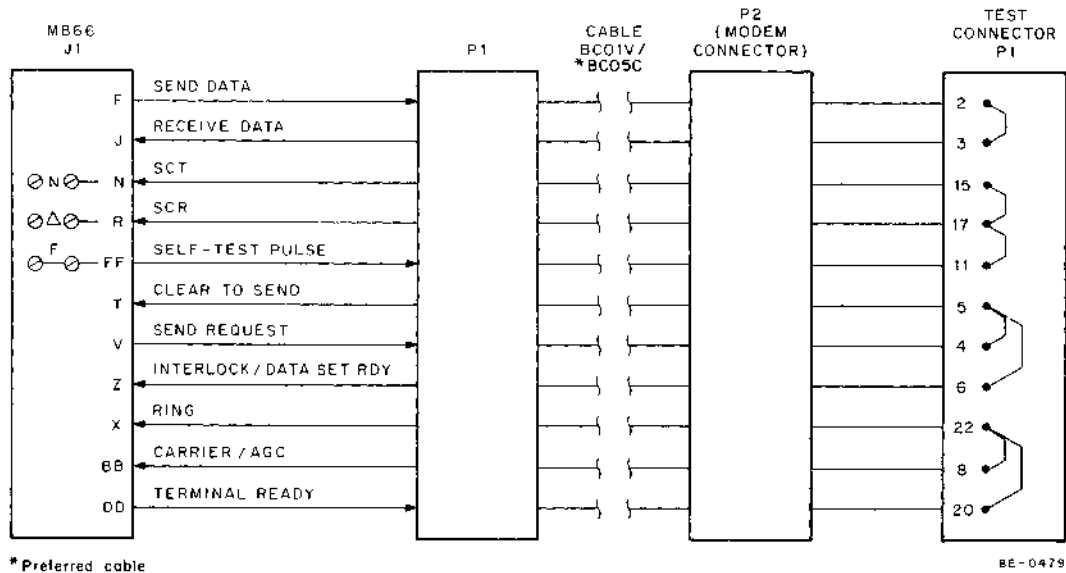 M866
J1
P1
CABLE
BC01V/
*BC05C
P2
(MODEM
CONNECTOR)
TEST
CONNECTOR
P1
F SEND DATA 2
J RECEIVE DATA 3
N N SCT 15
Δ R SCR 17
F FF SELF-TEST PULSE 11
T CLEAR TO SEND 5
V SEND REQUEST 4
Z INTERLOCK/DATA SET RDY 6
X RING 22
BB CARRIER/AGC 8
DD TERMINAL READY 20
*Preferred cable
BE-0479